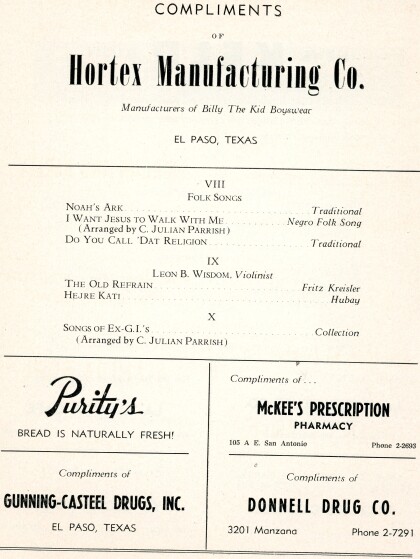 COMPLIMENTS
OF
Hortex Manufacturing Co.
Manufacturers of Billy The Kid Boyswear
EL PASO, TEXAS
VIII
FOLK SONGS
NOAH'S ARK Traditional
I WANT JESUS TO WALK WITH ME Negro Folk Song
(Arranged by C. JULIAN PARRISH)
DO YOU CALL 'DAT RELIGION Traditional
IX
LEON B. WISDOM, Violinist
THE OLD REFRAIN Fritz Kreisler
HEJRE KATI Hubay
X
SONGS OF EX-G.I.'s Collection
(Arranged by C. JULIAN PARRISH)
Purity's
BREAD IS NATURALLY FRESH!
Compliments of
GUNNING-CASTEEL DRUGS, INC.
EL PASO, TEXAS
Compliments of...
McKEE'S PRESCRIPTION
PHARMACY
105 A E. San Antonio Phone 2-2693
Compliments of
DONNELL DRUG CO.
3201 Manzana Phone 2-7291